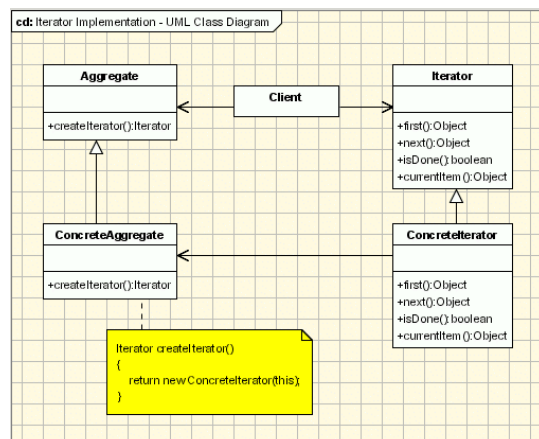 cd: Iterator Implementation - UML Class Diagram
Aggregate
+createIterator():Iterator
Client
Iterator
+first():Object
+next():Object
+isDone():boolean
+currentItem():Object
ConcreteAggregate
+createIterator():Iterator
ConcreteIterator
+first():Object
+next():Object
+isDone():boolean
+currentItem():Object
Iterator createIterator()
{
return new ConcreteIterator(this);
}